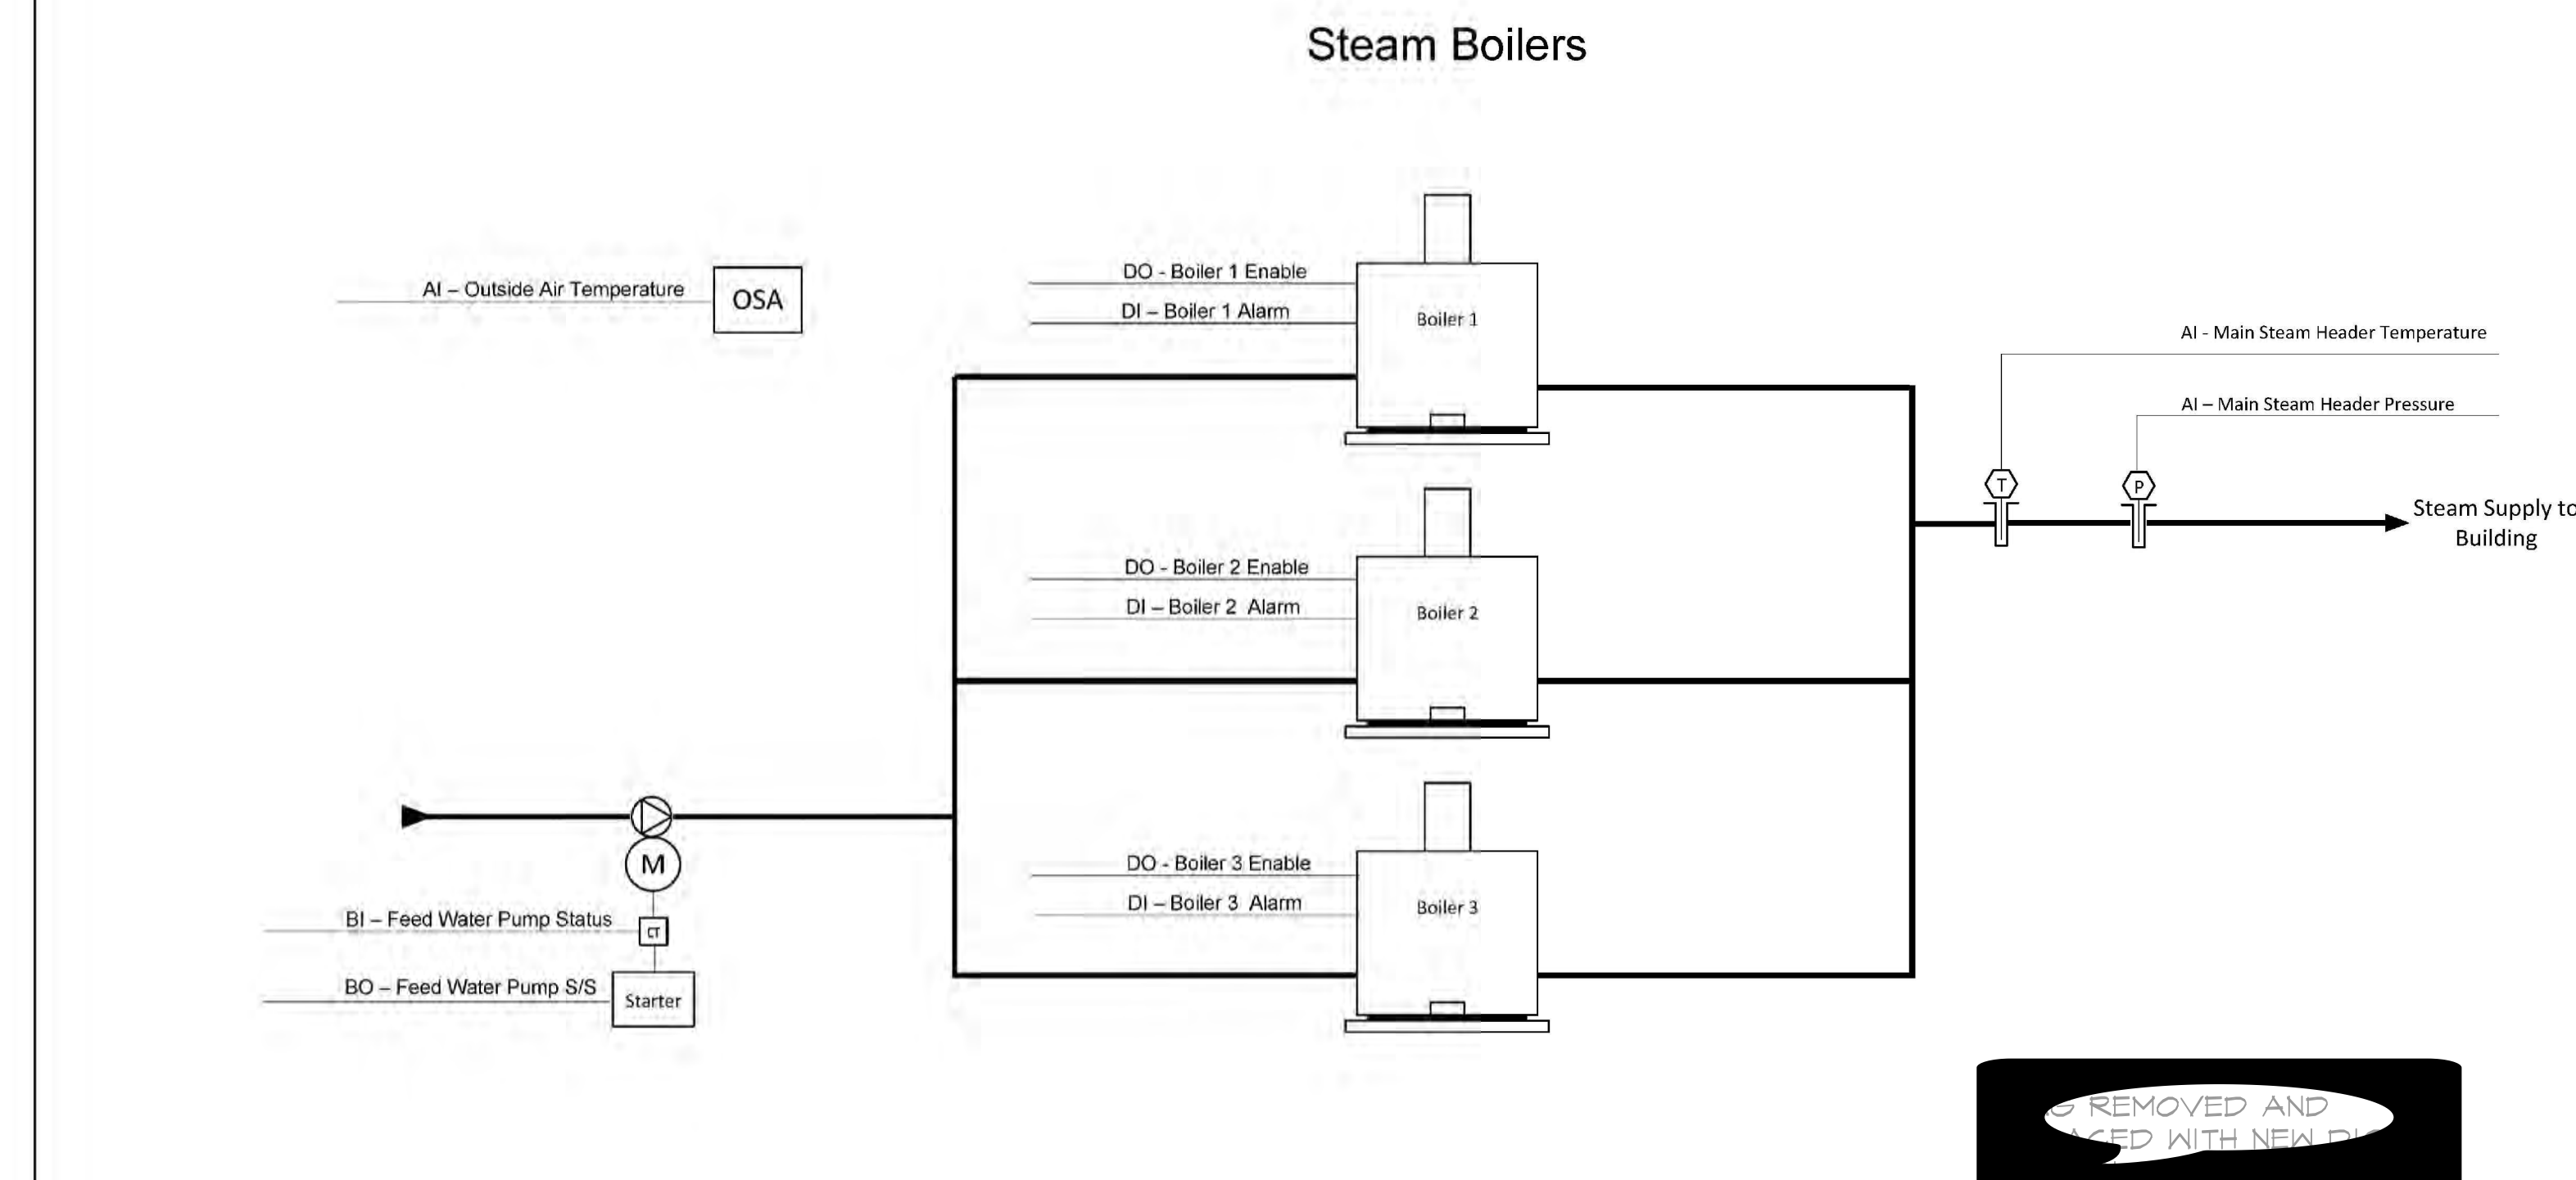 Steam Boilers
AI – Outside Air Temperature
OSA
DO - Boiler 1 Enable
DI – Boiler 1 Alarm
Boiler 1
AI - Main Steam Header Temperature
AI – Main Steam Header Pressure
T
P
Steam Supply to
Building
DO - Boiler 2 Enable
DI – Boiler 2 Alarm
Boiler 2
M
DO - Boiler 3 Enable
DI – Boiler 3 Alarm
Boiler 3
BI – Feed Water Pump Status
CT
BO – Feed Water Pump S/S
Starter
REMOVED AND
WITH NEW